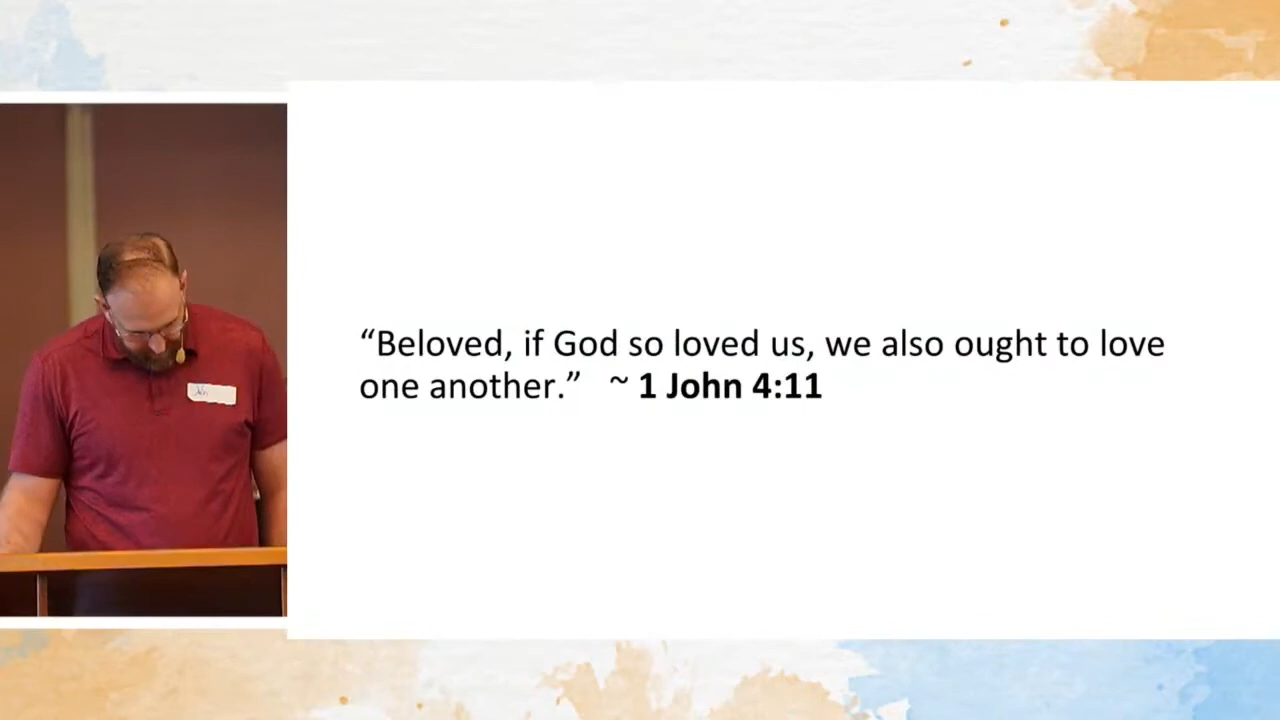 “Beloved, if God so loved us, we also ought to love
one another.”   ~ 1 John 4:11